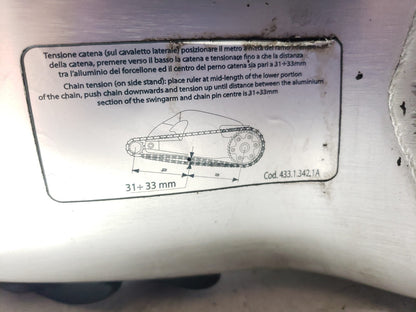 Tensione catena (sul cavalletto laterale): posizionare il metro a metà del ramo inferiore
della catena, premere verso il basso la catena e tensionare fino a che la distanza
tra l'alluminio del forcellone ed il centro del perno catena sia pari a 31÷33mm
Chain tension (on side stand): place ruler at mid-length of the lower portion
of the chain, push chain downwards and tension up until distance between the aluminium
section of the swingarm and chain pin centre is 31÷33mm
31÷33 mm
Cod. 433.1.342.1A